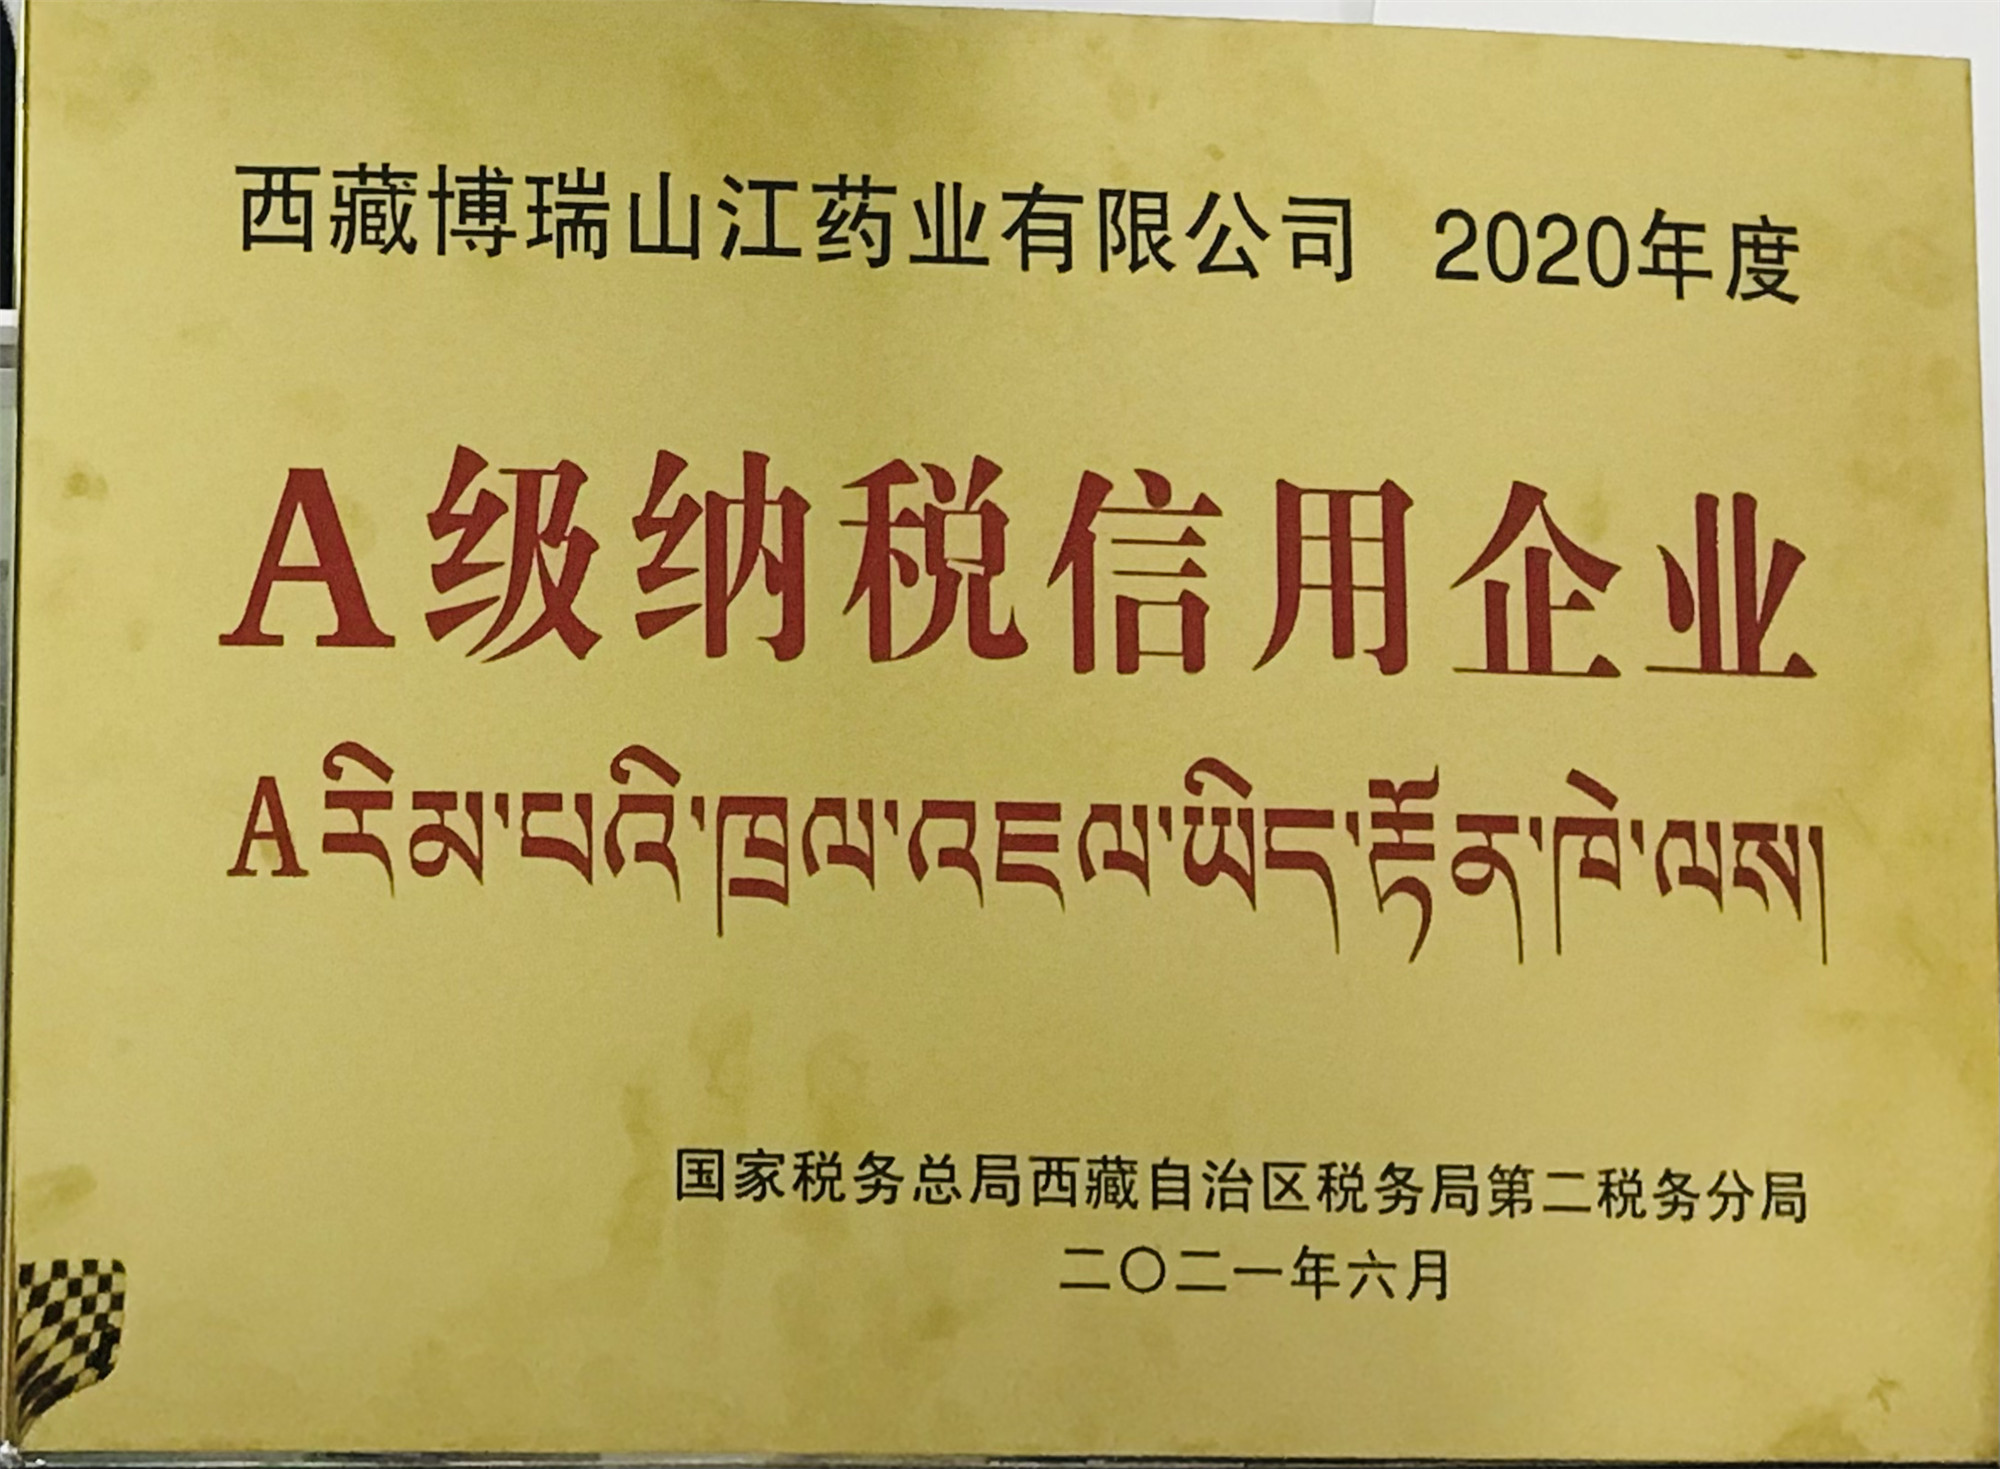 西藏博瑞山江药业有限公司 2020年度
A级纳税信用企业
Aརིམ་པའི་ཁྲལ་འཇལ་ཡིད་རྟོན་ཁེ་ལས།
国家税务总局西藏自治区税务局第二税务分局
二〇二一年六月